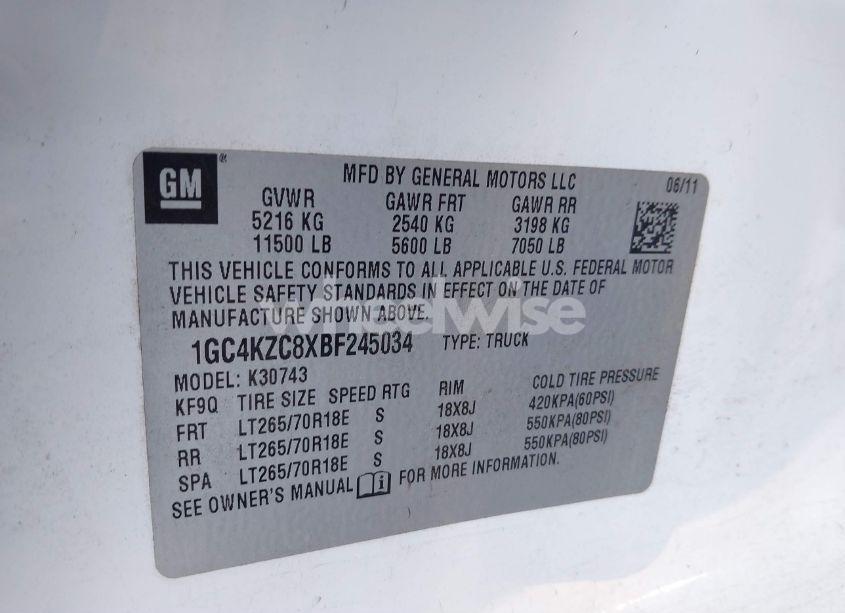 GM
MFD BY GENERAL MOTORS LLC
06/11
GVWR GAWR FRT GAWR RR
5216 KG 2540 KG 3198 KG
11500 LB 5600 LB 7050 LB
THIS VEHICLE CONFORMS TO ALL APPLICABLE U.S. FEDERAL MOTOR
VEHICLE SAFETY STANDARDS IN EFFECT ON THE DATE OF
MANUFACTURE SHOWN ABOVE.
wheelwise
1GC4KZC8XBF245034 TYPE: TRUCK
MODEL: K30743
KF9Q TIRE SIZE SPEED RTG RIM COLD TIRE PRESSURE
FRT LT265/70R18E S 18X8J 420KPA(60PSI)
RR LT265/70R18E S 18X8J 550KPA(80PSI)
SPA LT265/70R18E S 18X8J 550KPA(80PSI)
SEE OWNER'S MANUAL i FOR MORE INFORMATION.